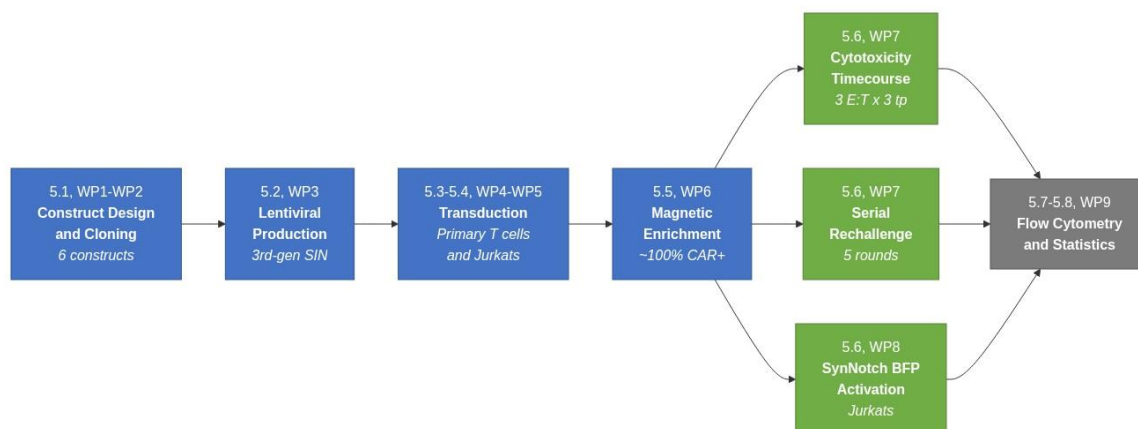 5.1, WP1-WP2
Construct Design
and Cloning
6 constructs
5.2, WP3
Lentiviral
Production
3rd-gen SIN
5.3-5.4, WP4-WP5
Transduction
Primary T cells
and Jurkats
5.5, WP6
Magnetic
Enrichment
~100% CAR+
5.6, WP7
Cytotoxicity
Timecourse
3 E:T x 3 tp
5.6, WP7
Serial
Rechallenge
5 rounds
5.6, WP8
SynNotch BFP
Activation
Jurkats
5.7-5.8, WP9
Flow Cytometry
and Statistics